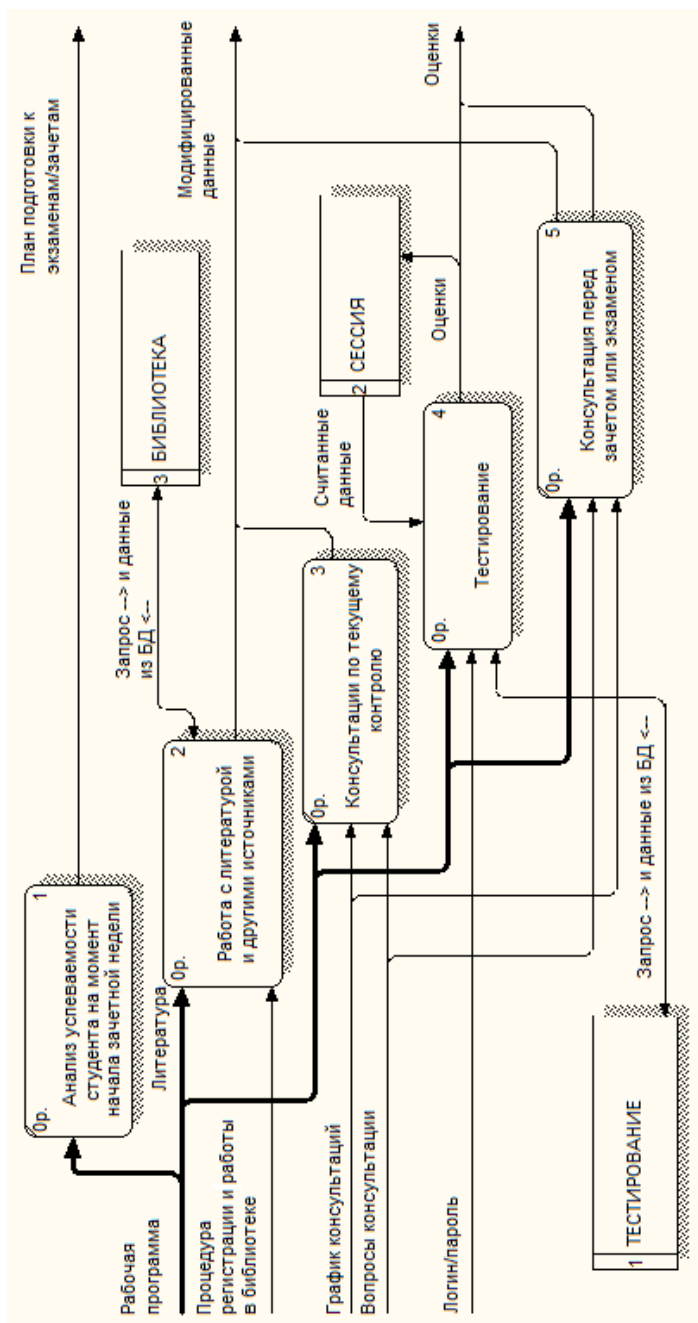 План подготовки к
экзаменам/зачетам
Модифицированные
данные
Оценки
0р.
1
Анализ успеваемости
студента на момент
начала зачетной недели
Рабочая
программа
Литература
Запрос --> и данные
из БД <--
3 БИБЛИОТЕКА
0р.
2
Работа с литературой
и другими источниками
Процедура
регистрации и работы
в библиотеке
0р.
3
Консультации по текущему
контролю
График консультаций
Вопросы консультации
Считанные
данные
2 СЕССИЯ
Оценки
0р.
4
Тестирование
Логин/пароль
0р.
5
Консультация перед
зачетом или экзаменом
Запрос --> и данные из БД <--
1 ТЕСТИРОВАНИЕ